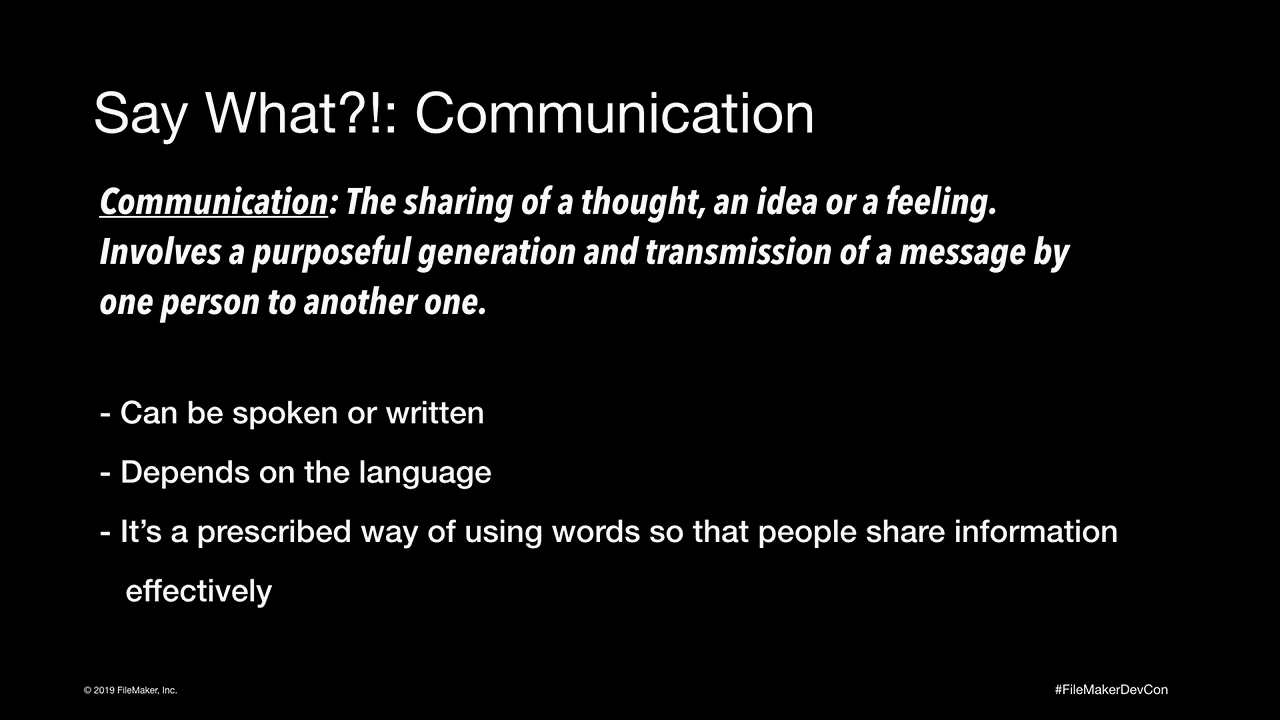 Say What?!: Communication
Communication: The sharing of a thought, an idea or a feeling.
Involves a purposeful generation and transmission of a message by
one person to another one.
- Can be spoken or written
- Depends on the language
- It’s a prescribed way of using words so that people share information
effectively
© 2019 FileMaker, Inc.
#FileMakerDevCon